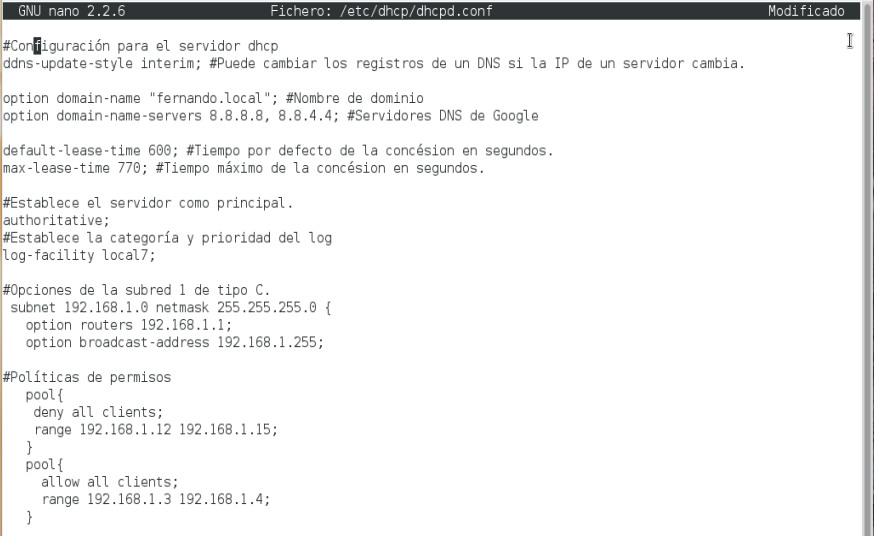 GNU nano 2.2.6 Fichero: /etc/dhcp/dhcpd.conf Modificado
#Configuración para el servidor dhcp
ddns-update-style interim; #Puede cambiar los registros de un DNS si la IP de un servidor cambia.
option domain-name "fernando.local"; #Nombre de dominio
option domain-name-servers 8.8.8.8, 8.8.4.4; #Servidores DNS de Google
default-lease-time 600; #Tiempo por defecto de la concésion en segundos.
max-lease-time 770; #Tiempo máximo de la concésion en segundos.
#Establece el servidor como principal.
authoritative;
#Establece la categoría y prioridad del log
log-facility local7;
#Opciones de la subred 1 de tipo C.
subnet 192.168.1.0 netmask 255.255.255.0 {
option routers 192.168.1.1;
option broadcast-address 192.168.1.255;
#Políticas de permisos
pool{
deny all clients;
range 192.168.1.12 192.168.1.15;
}
pool{
allow all clients;
range 192.168.1.3 192.168.1.4;
}